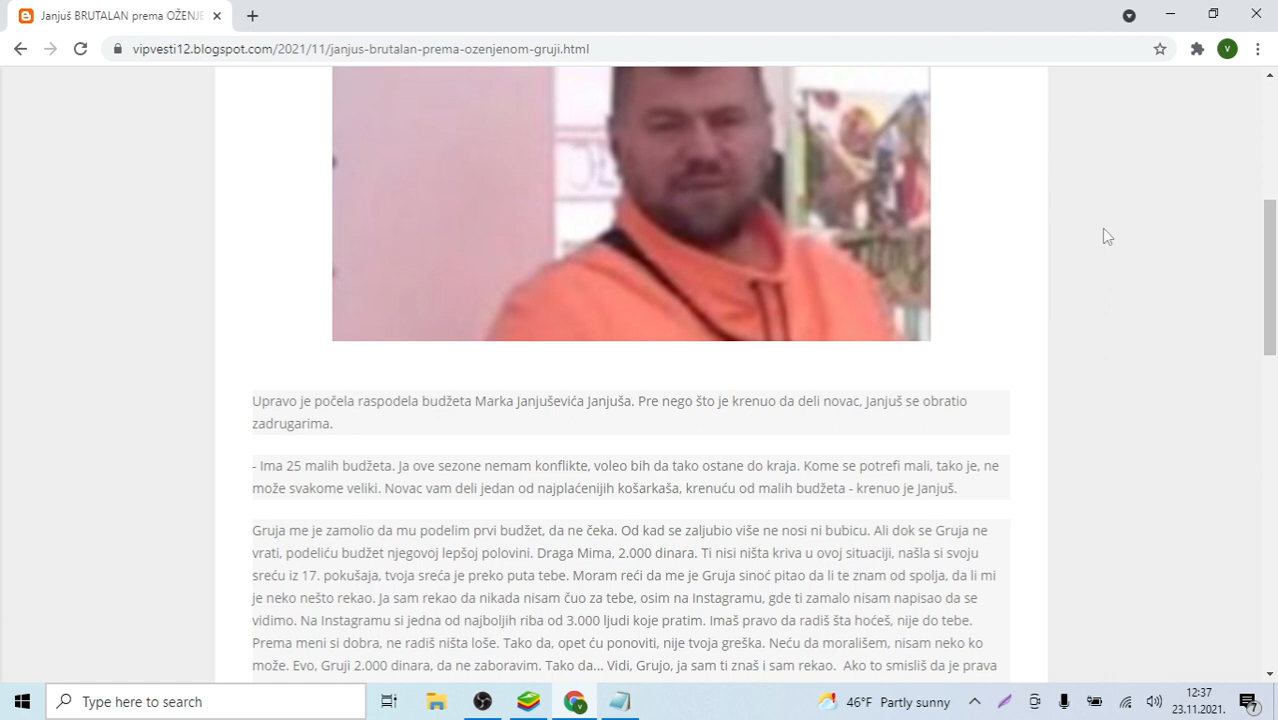 Janjuš BRUTALAN prema OŽENJE
vipvesti12.blogspot.com/2021/11/janjus-brutalan-prema-ozenjenom-gruji.html
V
Upravo je počela raspodela budžeta Marka Janjuševića Janjuša. Pre nego što je krenuo da deli novac, Janjuš se obratio
zadrugarima.
- Ima 25 malih budžeta. Ja ove sezone nemam konflikte, voleo bih da tako ostane do kraja. Kome se potrefi mali, tako je, ne
može svakome veliki. Novac vam deli jedan od najplaćenijih košarkaša, krenuću od malih budžeta - krenuo je Janjuš.
Gruja me je zamolio da mu podelim prvi budžet, da ne čeka. Od kad se zaljubio više ne nosi ni bubicu. Ali dok se Gruja ne
vrati, podeliću budžet njegovoj lepšoj polovini. Draga Mima, 2.000 dinara. Ti nisi ništa kriva u ovoj situaciji, našla si svoju
sreću iz 17. pokušaja, tvoja sreća je preko puta tebe. Moram reći da me je Gruja sinoć pitao da li te znam od spolja, da li mi
je neko nešto rekao. Ja sam rekao da nikada nisam čuo za tebe, osim na Instagramu, gde ti zamalo nisam napisao da se
vidimo. Na Instagramu si jedna od najboljih riba od 3.000 ljudi koje pratim. Imaš pravo da radiš šta hoćeš, nije do tebe.
Prema meni si dobra, ne radiš ništa loše. Tako da, opet ću ponoviti, nije tvoja greška. Neću da morališem, nisam neko ko
može. Evo, Gruji 2.000 dinara, da ne zaboravim. Tako da... Vidi, Grujo, ja sam ti znaš i sam rekao. Ako to smisliš da je prava
Type here to search
V
46°F Partly sunny
12:37
23.11.2021.
7